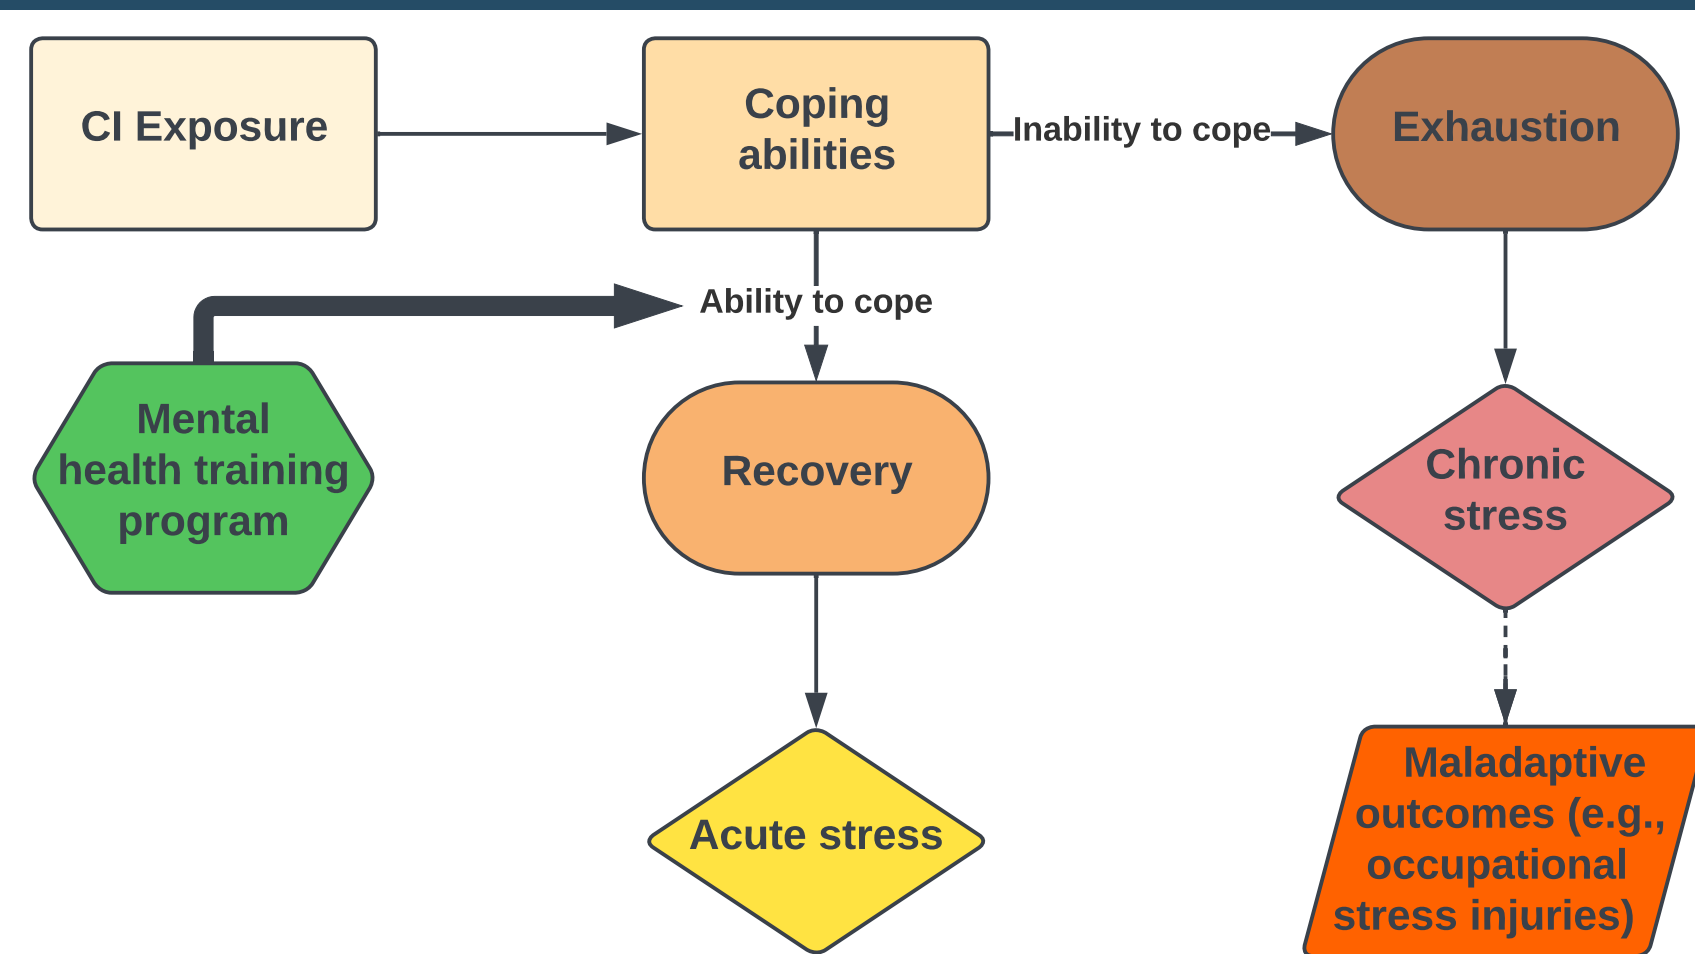 CI Exposure
Coping
abilities
Inability to cope
Exhaustion
Ability to cope
Mental
health training
program
Recovery
Chronic
stress
Acute stress
Maladaptive
outcomes (e.g.,
occupational
stress injuries)